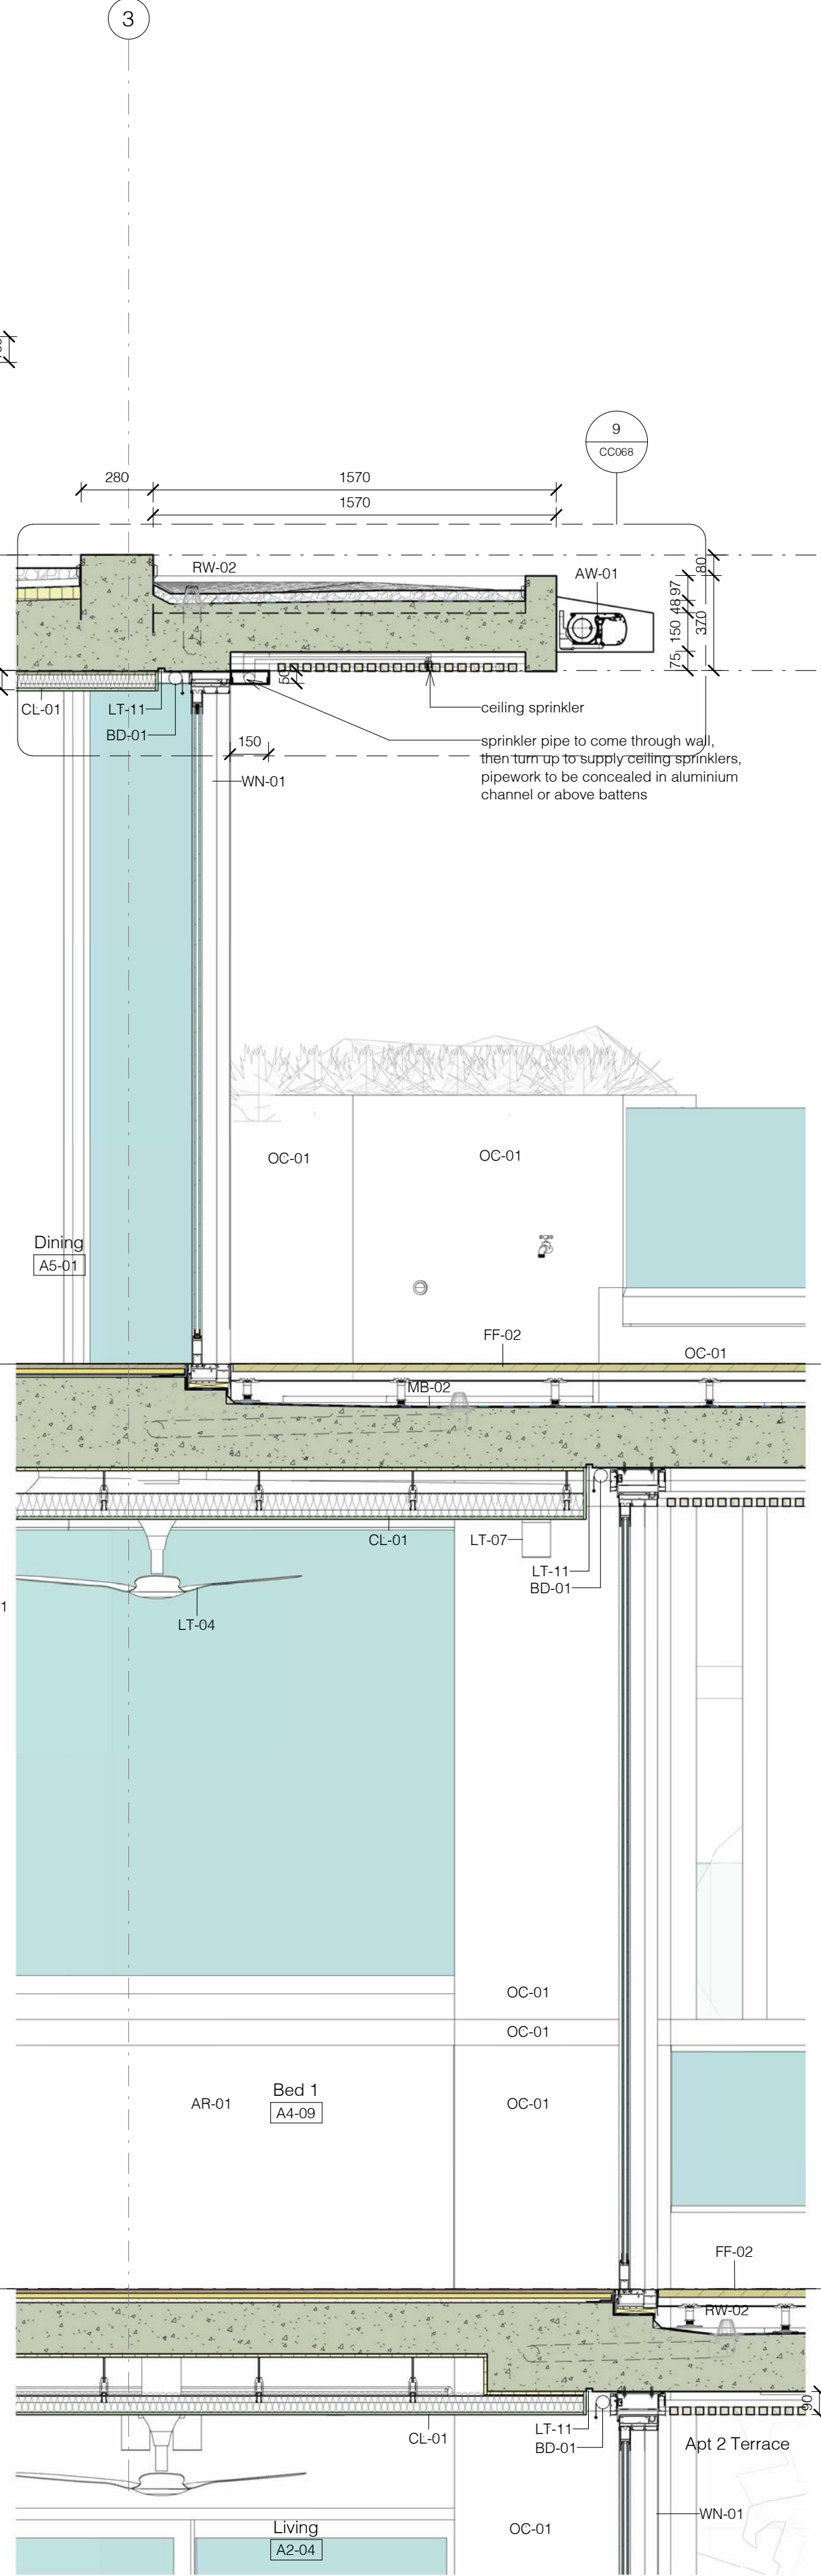 3
9
CC068
280
1570
1570
RW-02
AW-01
80
97
48
150
75
370
50
CL-01
LT-11
BD-01
150
WN-01
ceiling sprinkler
sprinkler pipe to come through wall,
then turn up to supply ceiling sprinklers,
pipework to be concealed in aluminium
channel or above battens
OC-01
OC-01
Dining
A5-01
FF-02
OC-01
MB-02
CL-01
LT-07
LT-11
BD-01
LT-04
1
OC-01
OC-01
AR-01
Bed 1
A4-09
OC-01
FF-02
RW-02
90
CL-01
LT-11
BD-01
Apt 2 Terrace
WN-01
Living
A2-04
OC-01